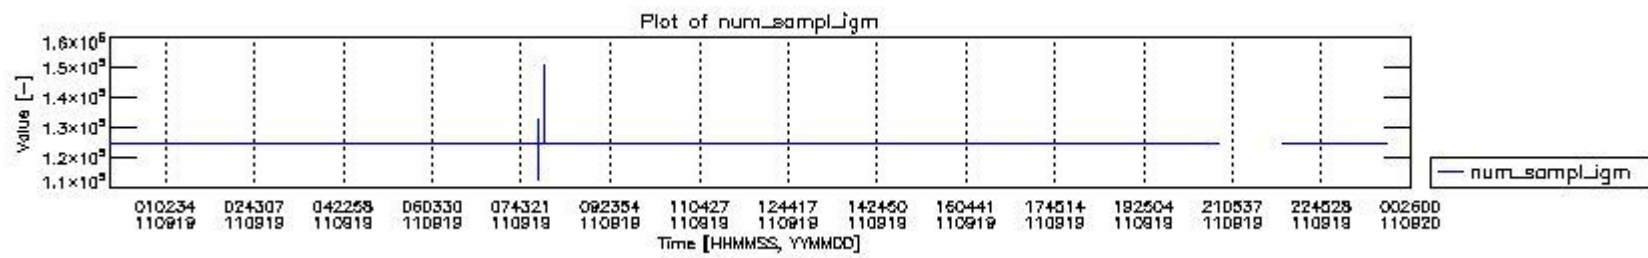 Plot of num_sampl_igm
1.6×10⁵
1.5×10⁵
1.4×10⁵
1.3×10⁵
1.2×10⁵
1.1×10⁵
Value [-]
010234 024307 042258 060330 074321 092354 110427 124417 142450 160441 174514 192504 210537 224528 002600
110919 110919 110919 110919 110919 110919 110919 110919 110919 110919 110919 110919 110919 110919 110920
Time [HHMMSS, YYMMDD]
num_sampl_igm